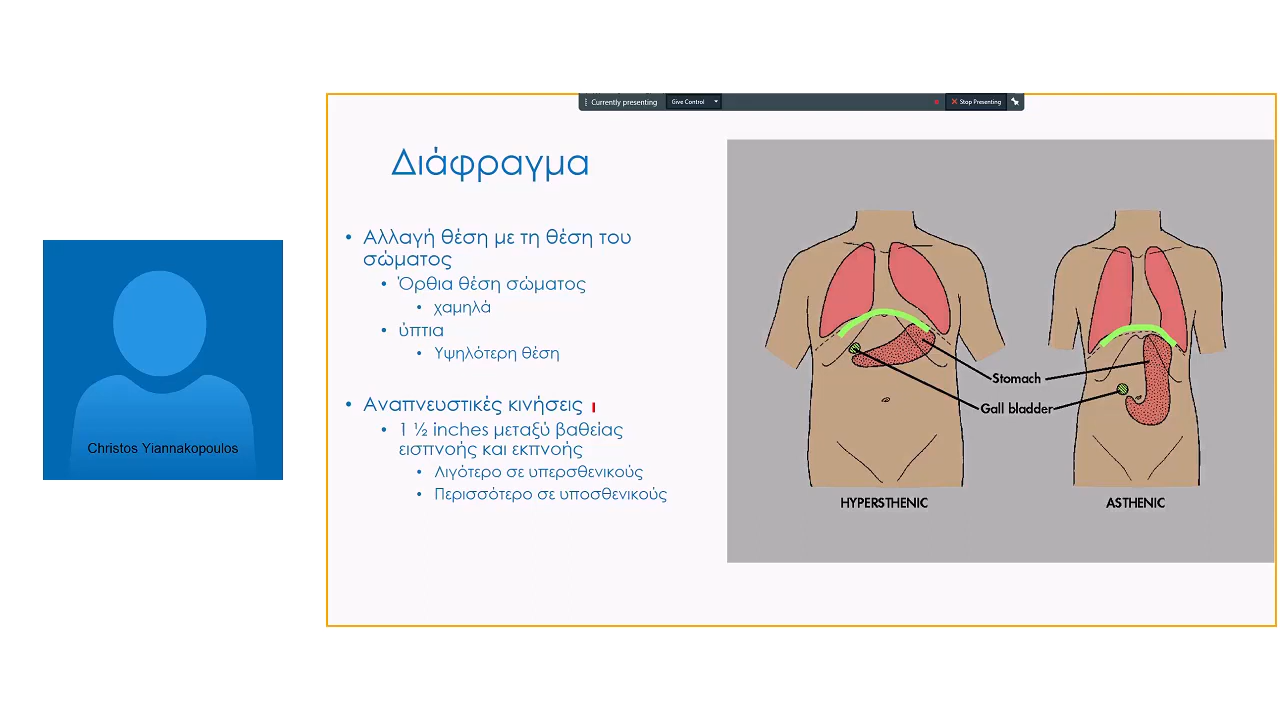 Currently presenting
Give Control
Stop Presenting
Διάφραγμα
• Αλλαγή θέση με τη θέση του
σώματος
• Όρθια θέση σώματος
• χαμηλά
• ύπτια
• Υψηλότερη θέση
• Αναπνευστικές κινήσεις
• 1 ½ inches μεταξύ βαθείας
εισπνοής και εκπνοής
• Λιγότερο σε υπερσθενικούς
• Περισσότερο σε υποσθενικούς
Stomach
Gall bladder
HYPERSTHENIC
ASTHENIC
Christos Yiannakopoulos